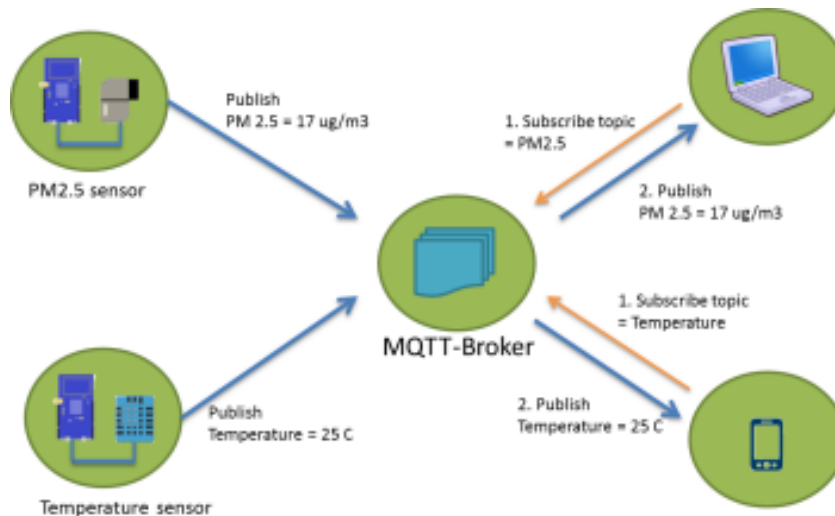 Publish
PM 2.5 = 17 ug/m3
PM2.5 sensor
1. Subscribe topic
= PM2.5
2. Publish
PM 2.5 = 17 ug/m3
MQTT-Broker
1. Subscribe topic
= Temperature
2. Publish
Temperature = 25 C
Publish
Temperature = 25 C
Temperature sensor